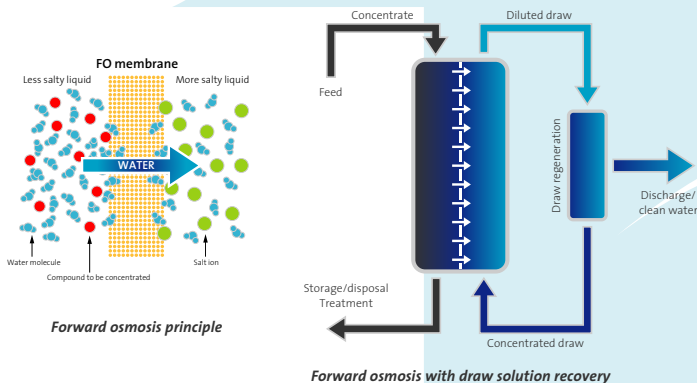 FO membrane
Less salty liquid
More salty liquid
WATER
Water molecule
Compound to be concentrated
Salt ion
Forward osmosis principle
Concentrate
Diluted draw
Feed
Draw regeneration
Discharge/
clean water
Storage/disposal
Treatment
Concentrated draw
Forward osmosis with draw solution recovery